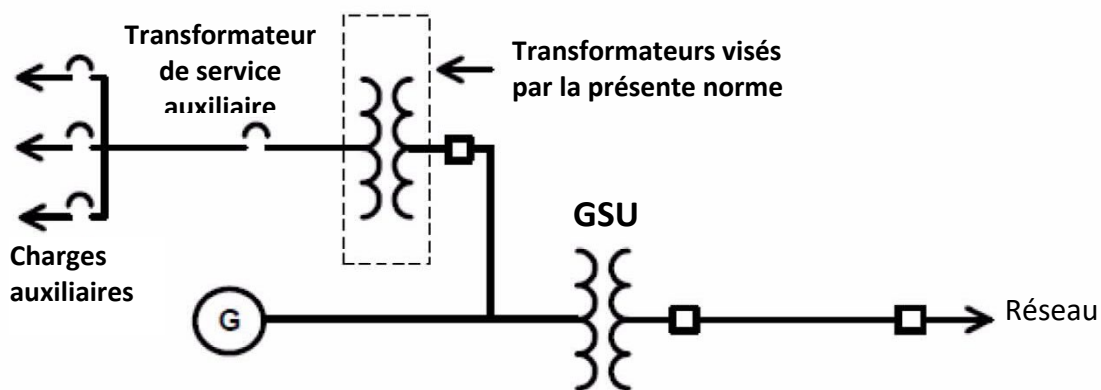 Transformateur
de service
auxiliaire
Transformateurs visés
par la présente norme
GSU
Charges
auxiliaires
G
Réseau